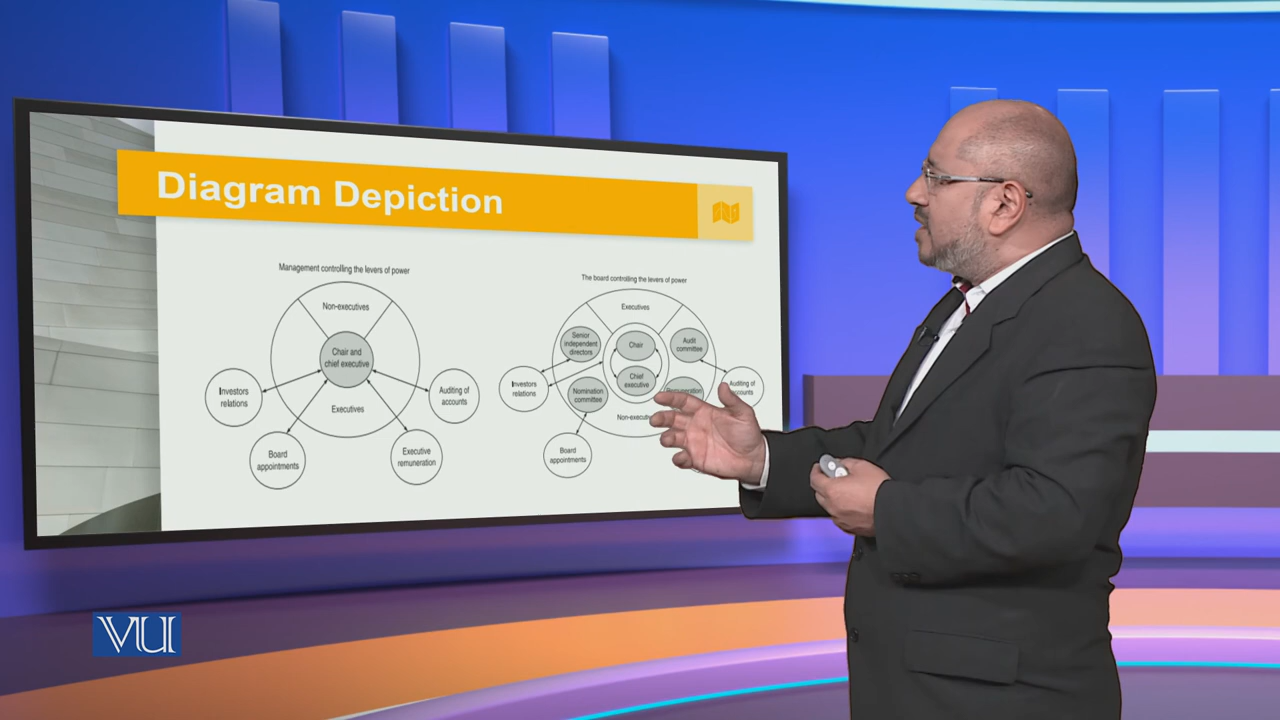 Diagram Depiction
Management controlling the levers of power
Non-executives
Chair and
chief executive
Executives
Investors
relations
Board
appointments
Executive
remuneration
Auditing of
accounts
The board controlling the levers of power
Executives
Senior
independent
directors
Chair
Audit
committee
Chief
executive
Nomination
committee
Investors
relations
Board
appointments
Auditing of
VU